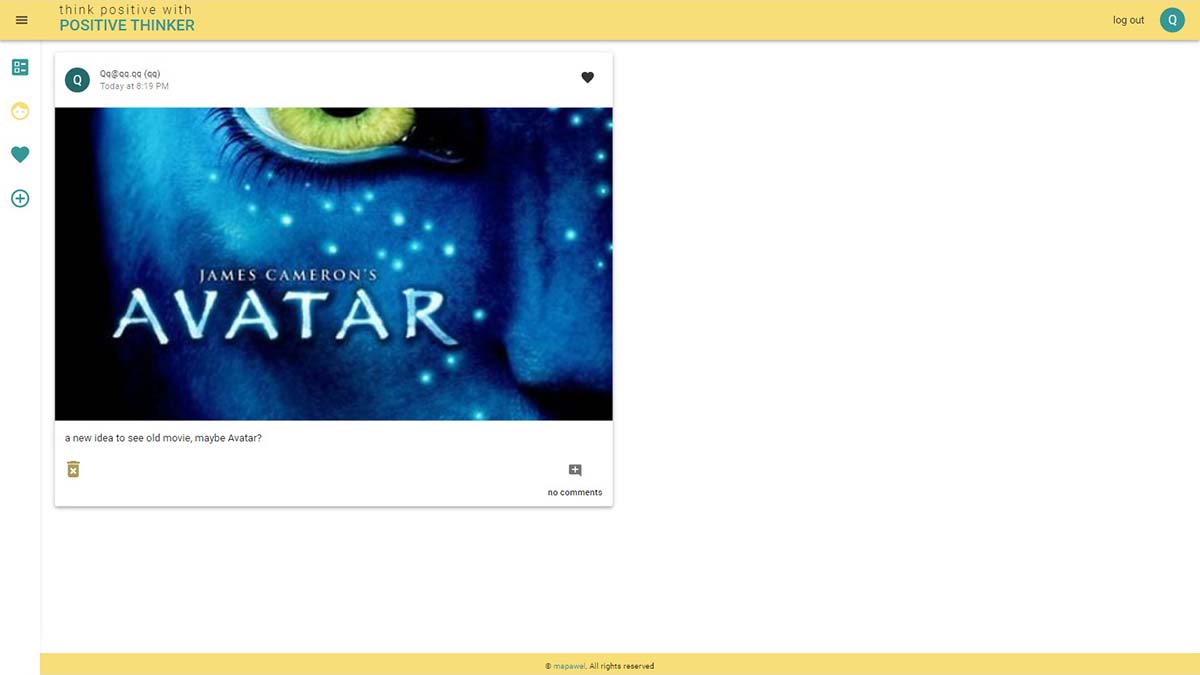 think positive with
POSITIVE THINKER
log out
Q
Q
Qq@qq.qq (qq)
Today at 8:19 PM
JAMES CAMERON'S
AVATAR
a new idea to see old movie, maybe Avatar?
no comments
© mapawel, All rights reserved